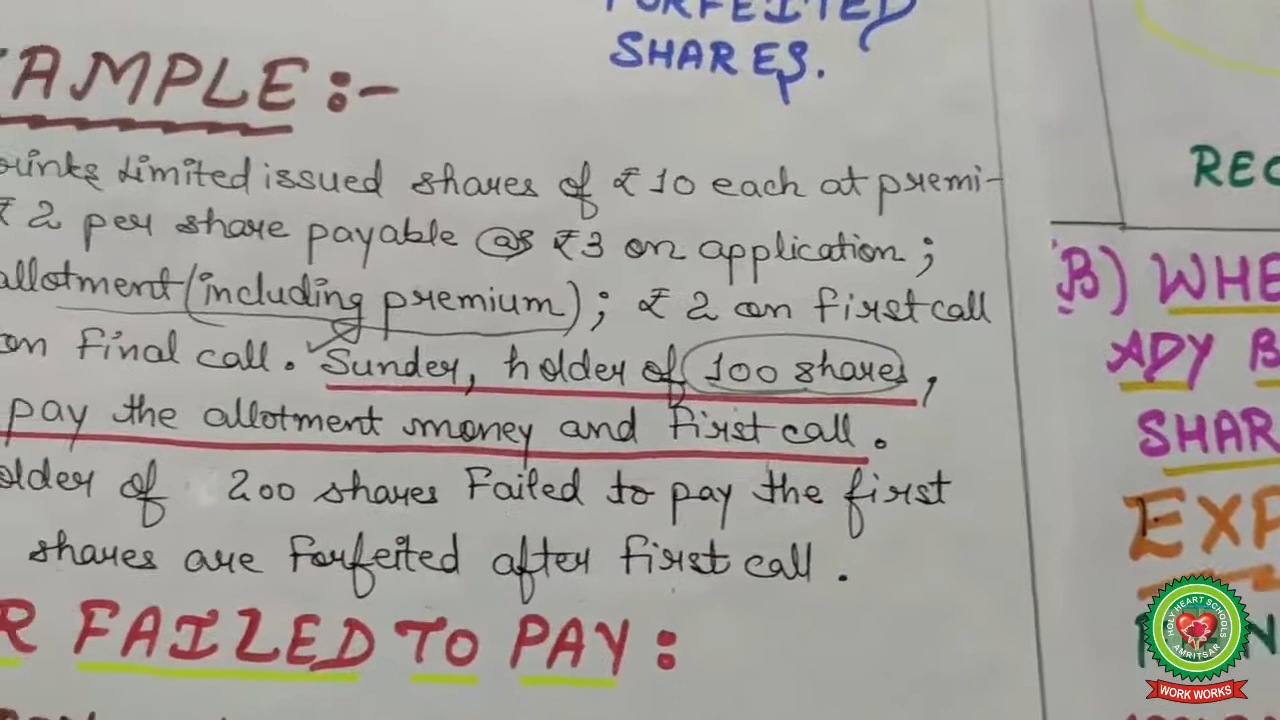 FORFEITED
SHARES.
AMPLE:-
Limited issued shares of ₹10 each at premi-
₹2 per share payable @ as ₹3 on application;
allotment (including premium); ₹2 on first call
on final call. Sunder, holder of 100 shares,
pay the allotment money and first call.
older of 200 shares Failed to pay the first
shares are forfeited after first call.
R FAILED TO PAY:
REC
B) WHE
ADY B
SHAR
EXP
HOLY HEART SCHOOLS
AMRITSAR
WORK WORKS